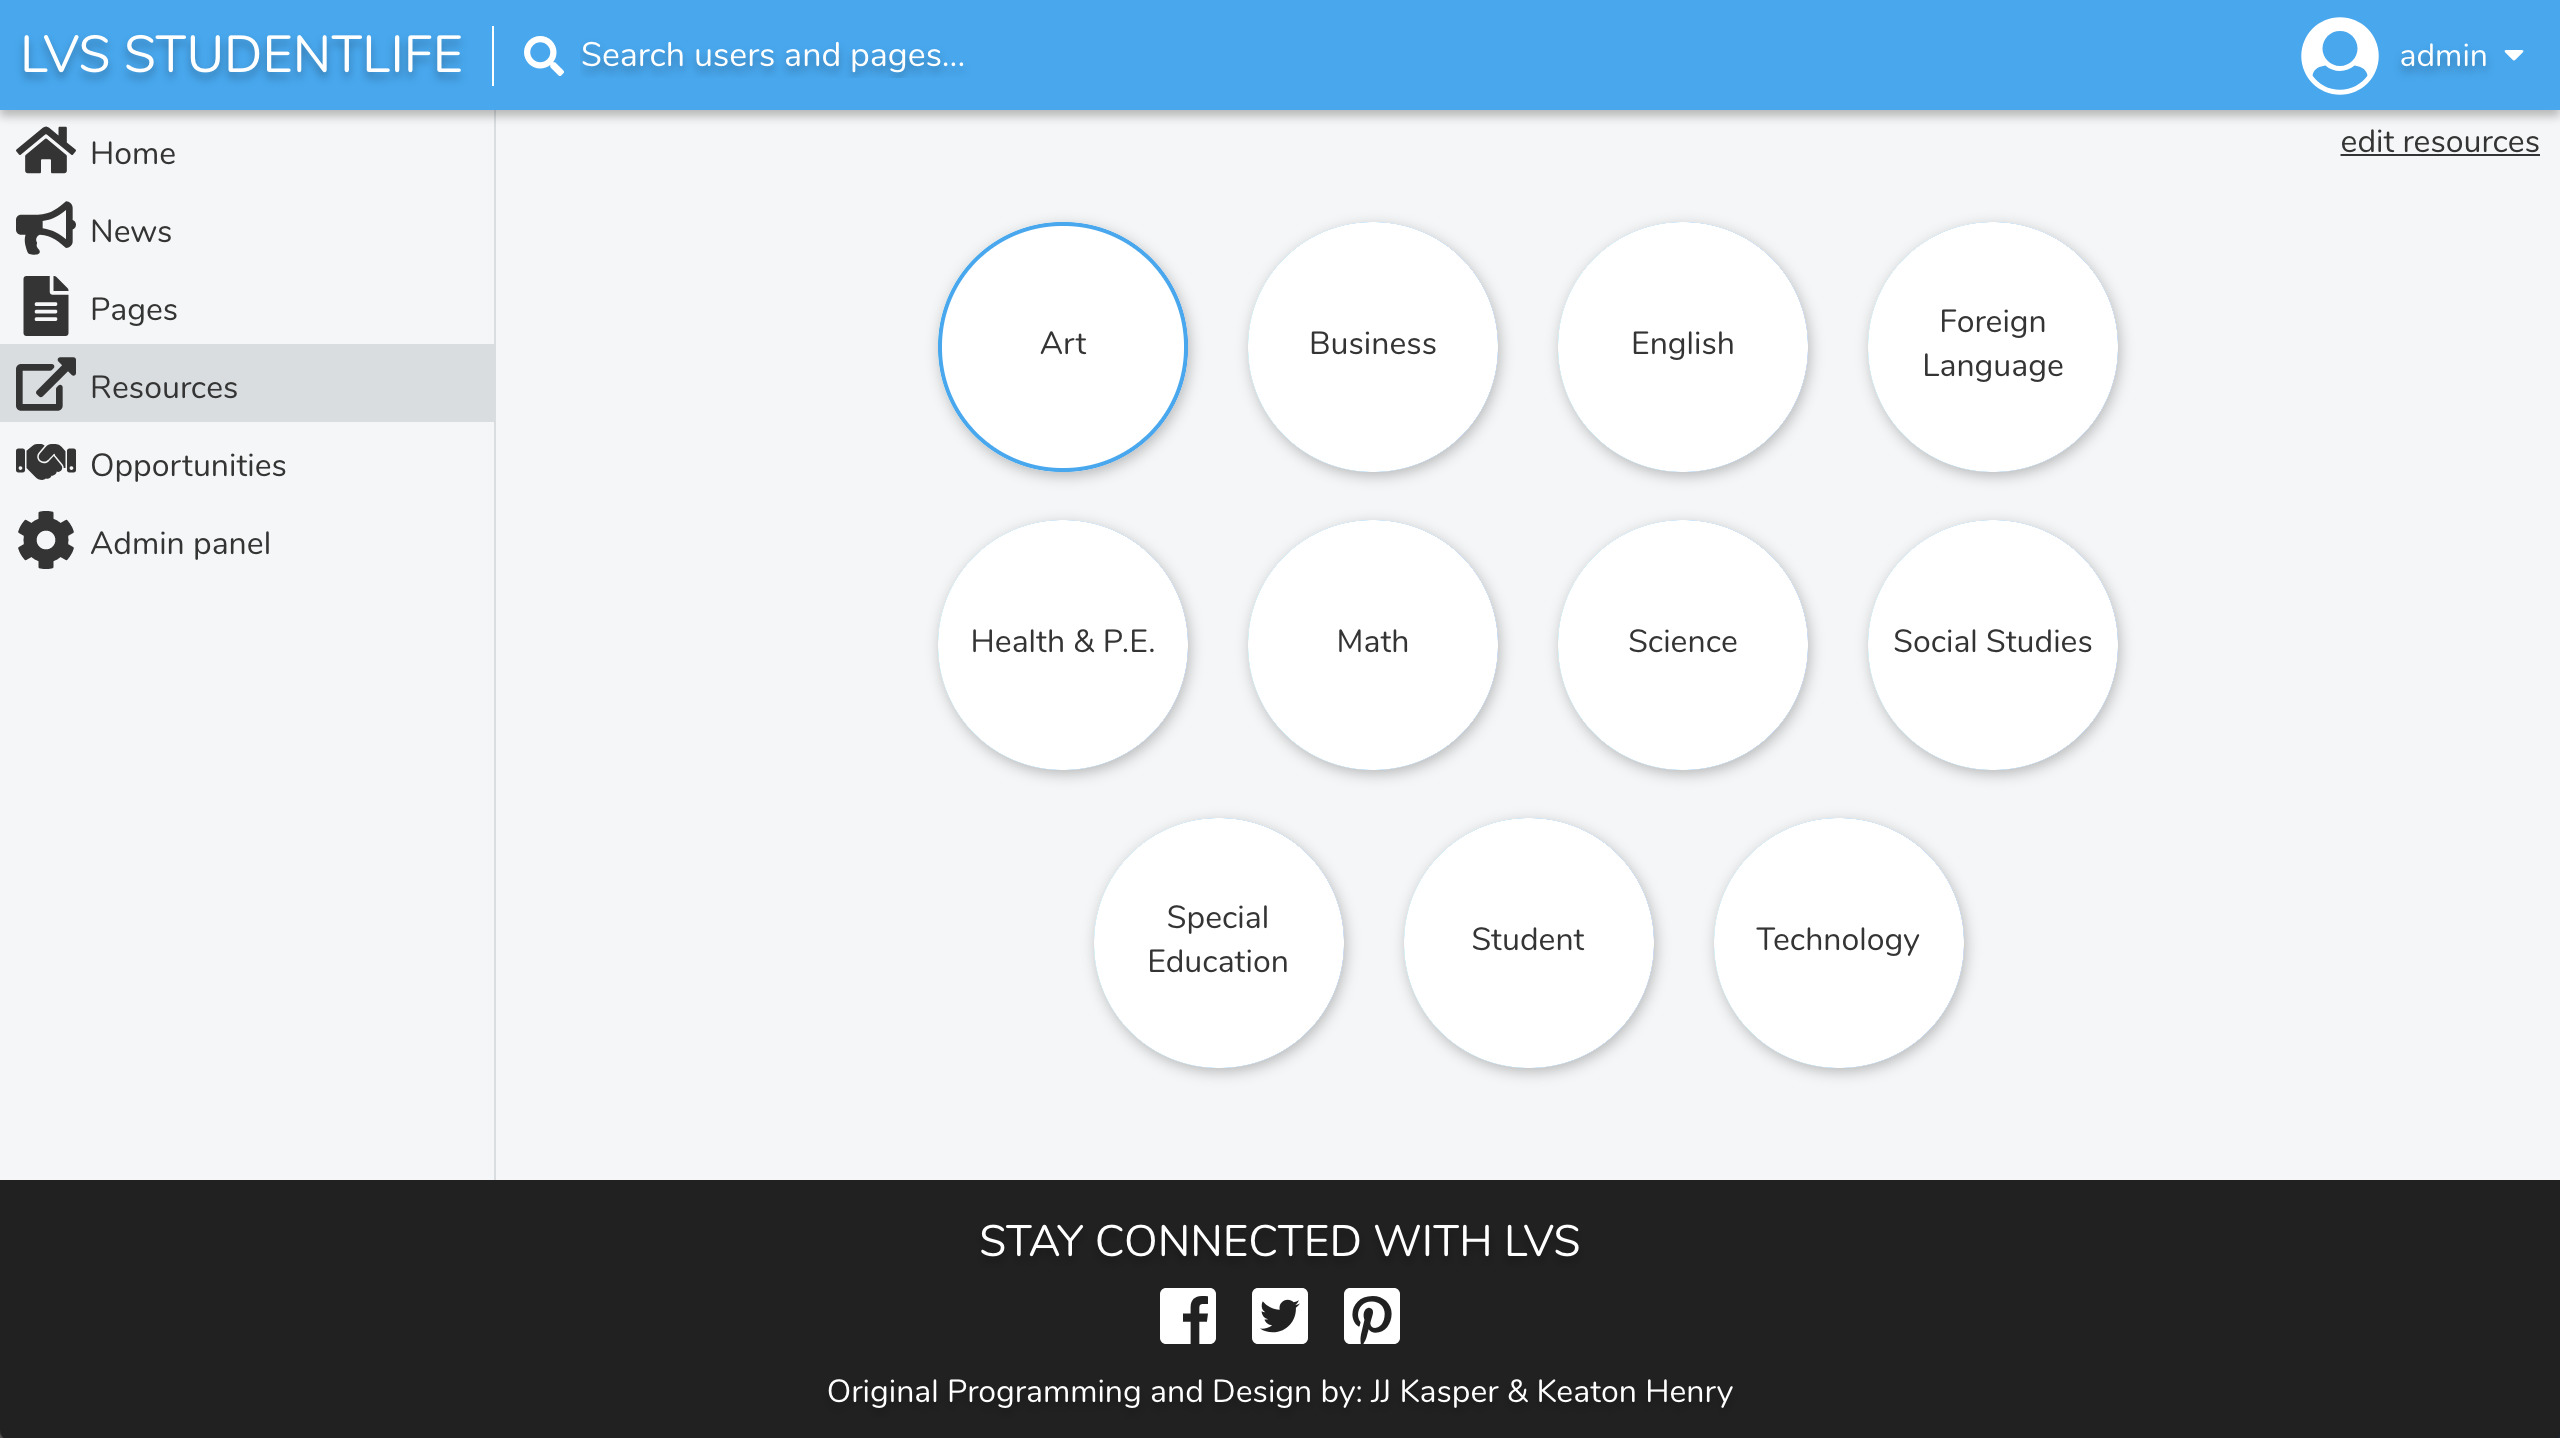 LVS STUDENTLIFE
Search users and pages...
admin
Home
News
Pages
Resources
Opportunities
Admin panel
edit resources
Art
Business
English
Foreign
Language
Health & P.E.
Math
Science
Social Studies
Special
Education
Student
Technology
STAY CONNECTED WITH LVS
Original Programming and Design by: JJ Kasper & Keaton Henry